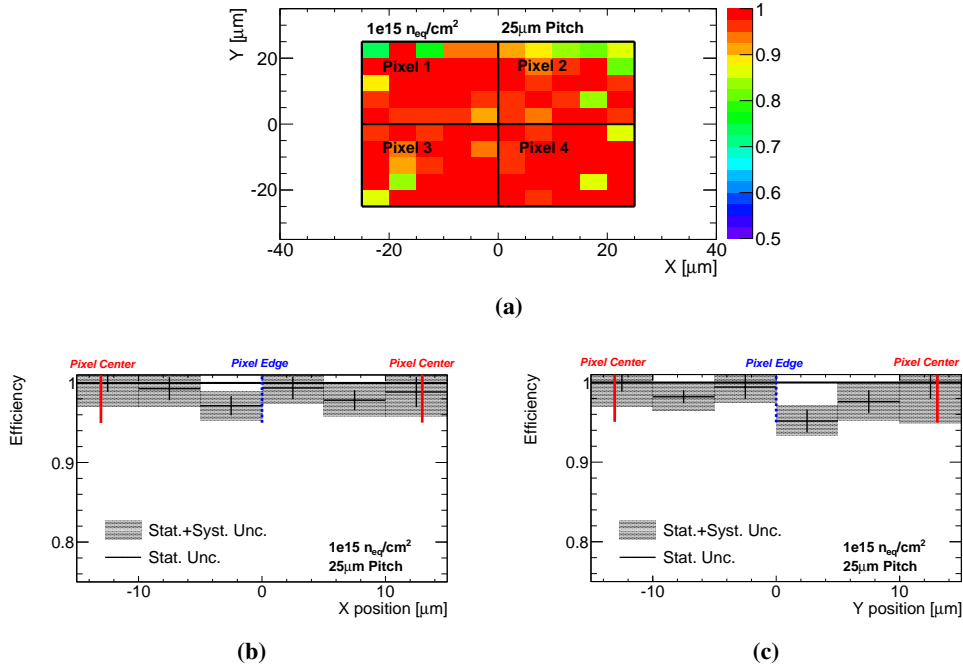 1e15 n_eq/cm² 25μm Pitch
Y [μm]
20
0
-20
Pixel 1 Pixel 2
Pixel 3 Pixel 4
-40 -20 0 20 40
X [μm]
1
0.9
0.8
0.7
0.6
0.5
(a)
Pixel Center Pixel Edge Pixel Center
Efficiency
1
0.9
0.8
Stat.+Syst. Unc.
Stat. Unc.
1e15 n_eq/cm²
25μm Pitch
-10 0 10
X position [μm]
(b)
Pixel Center Pixel Edge Pixel Center
Efficiency
1
0.9
0.8
Stat.+Syst. Unc.
Stat. Unc.
1e15 n_eq/cm²
25μm Pitch
-10 0 10
Y position [μm]
(c)